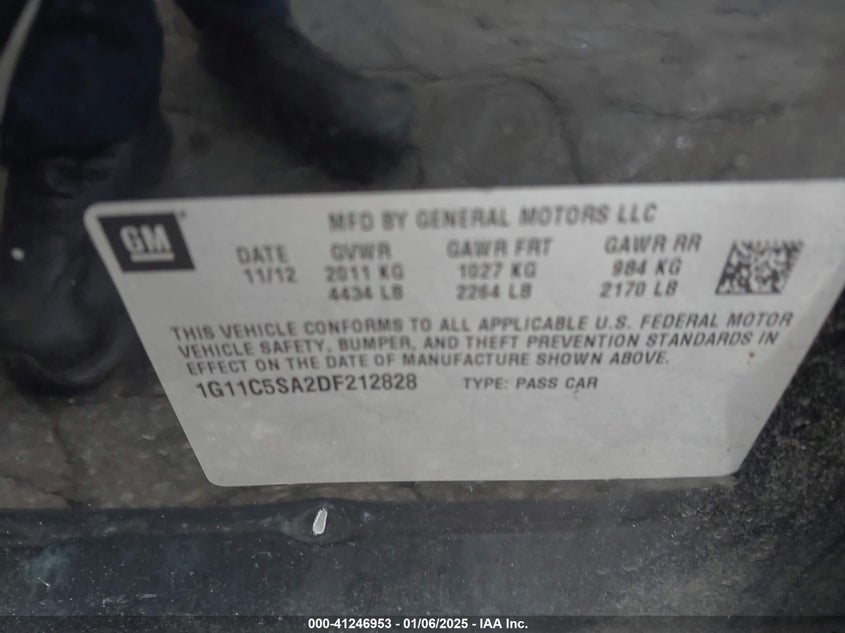 GM
MFD BY GENERAL MOTORS LLC
DATE GVWR GAWR FRT GAWR RR
11/12 2011 KG 1027 KG 984 KG
4434 LB 2264 LB 2170 LB
THIS VEHICLE CONFORMS TO ALL APPLICABLE U.S. FEDERAL MOTOR
VEHICLE SAFETY, BUMPER, AND THEFT PREVENTION STANDARDS IN
EFFECT ON THE DATE OF MANUFACTURE SHOWN ABOVE.
1G11C5SA2DF212828 TYPE: PASS CAR
000-41246953 - 01/06/2025 - IAA Inc.